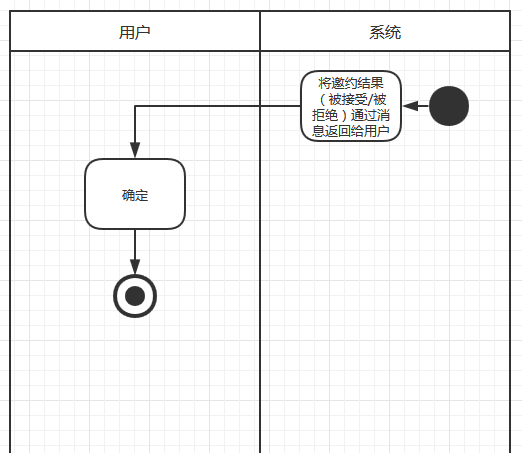 用户
系统
将邀约结果
（被接受/被
拒绝）通过消
息返回给用户
确定